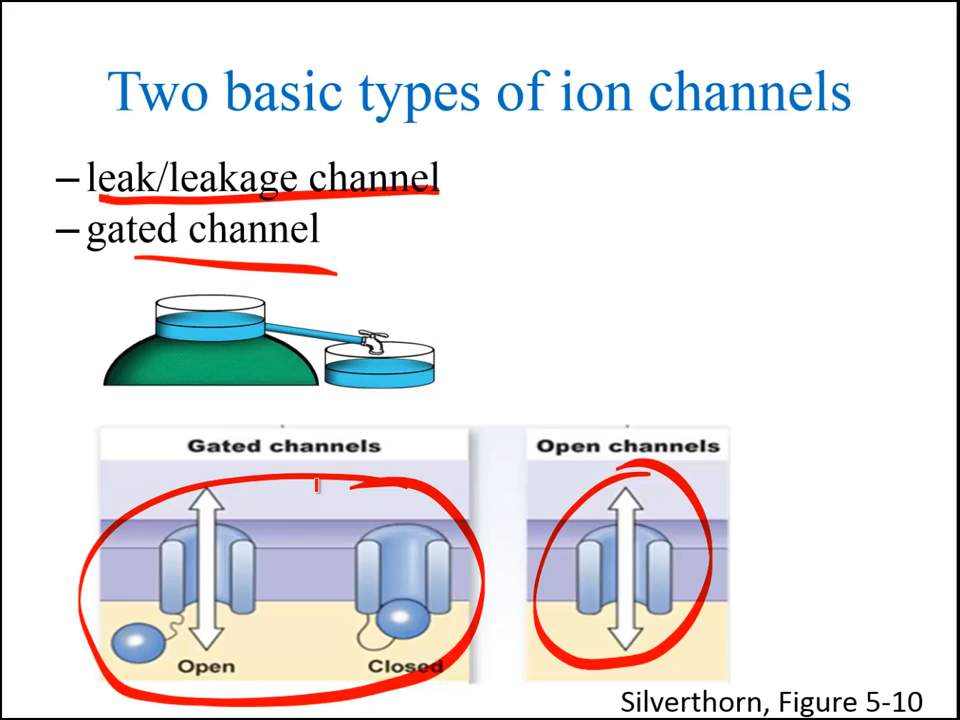 Two basic types of ion channels
– leak/leakage channel
– gated channel
Gated channels
Open channels
Open
Closed
Silverthorn, Figure 5-10